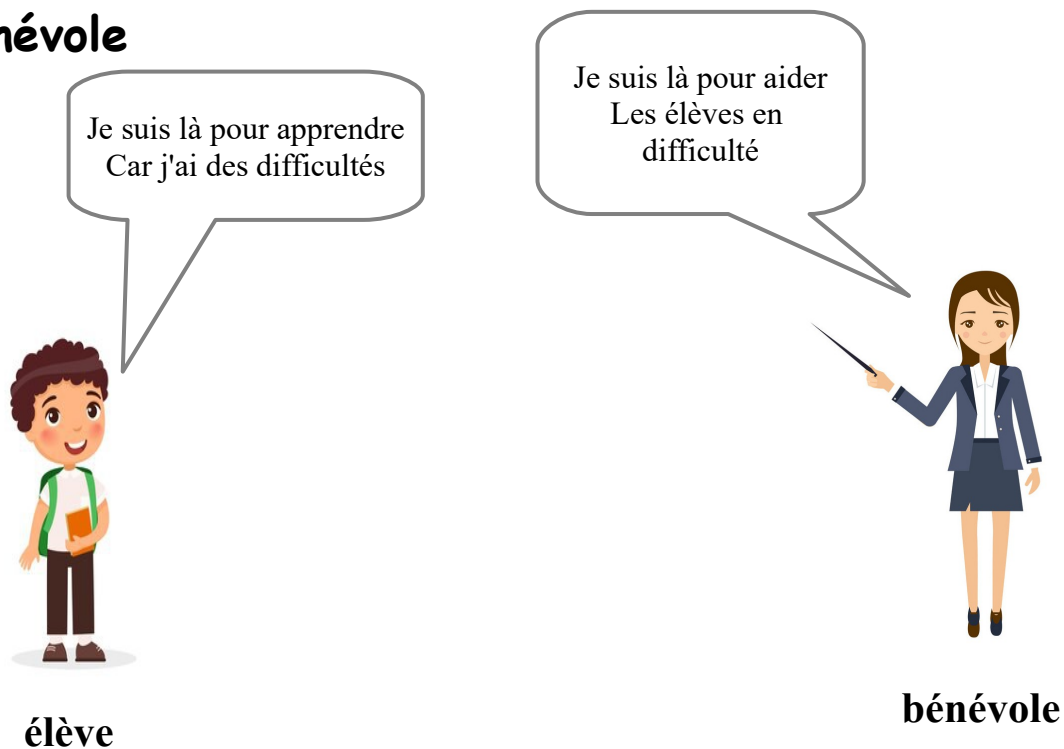 névole
Je suis là pour apprendre
Car j'ai des difficultés
Je suis là pour aider
Les élèves en
difficulté
élève
bénévole